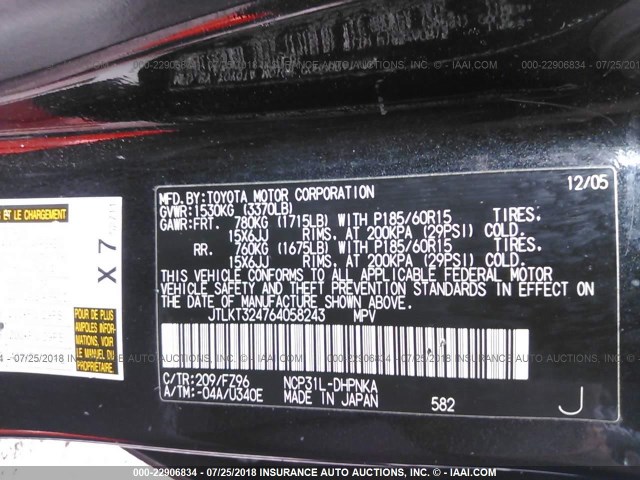 000-22906834 - 07/25/2018 INSURANCE AUTO AUCTIONS, INC. © - IAAI.COM
12/05
MFD.BY:TOYOTA MOTOR CORPORATION
GVWR:1530KG (3370LB)
GAWR:FRT. 780KG (1715LB) WITH P185/60R15 TIRES,
15X6JJ RIMS, AT 200KPA (29PSI) COLD.
RR. 760KG (1675LB) WITH P185/60R15 TIRES,
15X6JJ RIMS, AT 200KPA (29PSI) COLD.
THIS VEHICLE CONFORMS TO ALL APPLICABLE FEDERAL MOTOR
VEHICLE SAFETY AND THEFT PREVENTION STANDARDS IN EFFECT ON
THE DATE OF MANUFACTURE SHOWN ABOVE.
JTLKT324764058243 MPV
C/TR:209/FZ96 NCP31L-DHPNKA
A/TM:-04A/U340E MADE IN JAPAN 582 J
ET LE CHARGEMENT
X 7
POUR DE PLUS
AMPLES INFOR-
MATIONS, VOIR
LE MANUEL DU
PROPRIÉTAIRE.
000-22906834 - 07/25/2018 INSURANCE AUTO AUCTIONS, INC. © - IAAI.COM